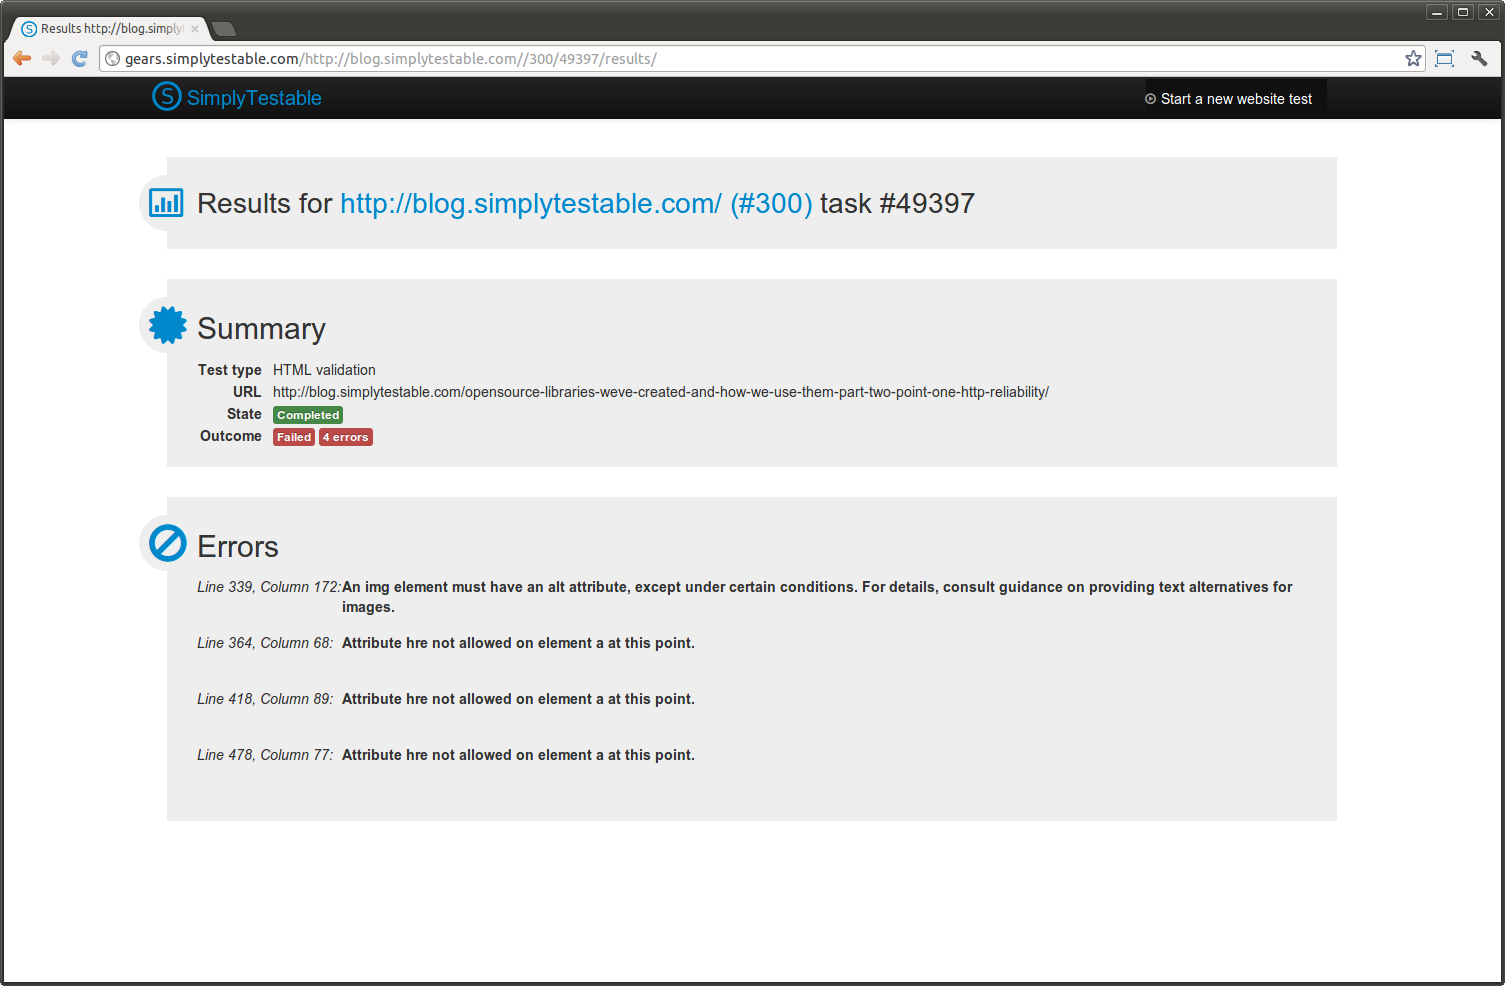 Results http://blog.simplyt
gears.simplytestable.com/http://blog.simplytestable.com//300/49397/results/
S SimplyTestable
Start a new website test
Results for http://blog.simplytestable.com/ (#300) task #49397
Summary
Test type HTML validation
URL http://blog.simplytestable.com/opensource-libraries-weve-created-and-how-we-use-them-part-two-point-one-http-reliability/
State Completed
Outcome Failed 4 errors
Errors
Line 339, Column 172: An img element must have an alt attribute, except under certain conditions. For details, consult guidance on providing text alternatives for
images.
Line 364, Column 68: Attribute hre not allowed on element a at this point.
Line 418, Column 89: Attribute hre not allowed on element a at this point.
Line 478, Column 77: Attribute hre not allowed on element a at this point.